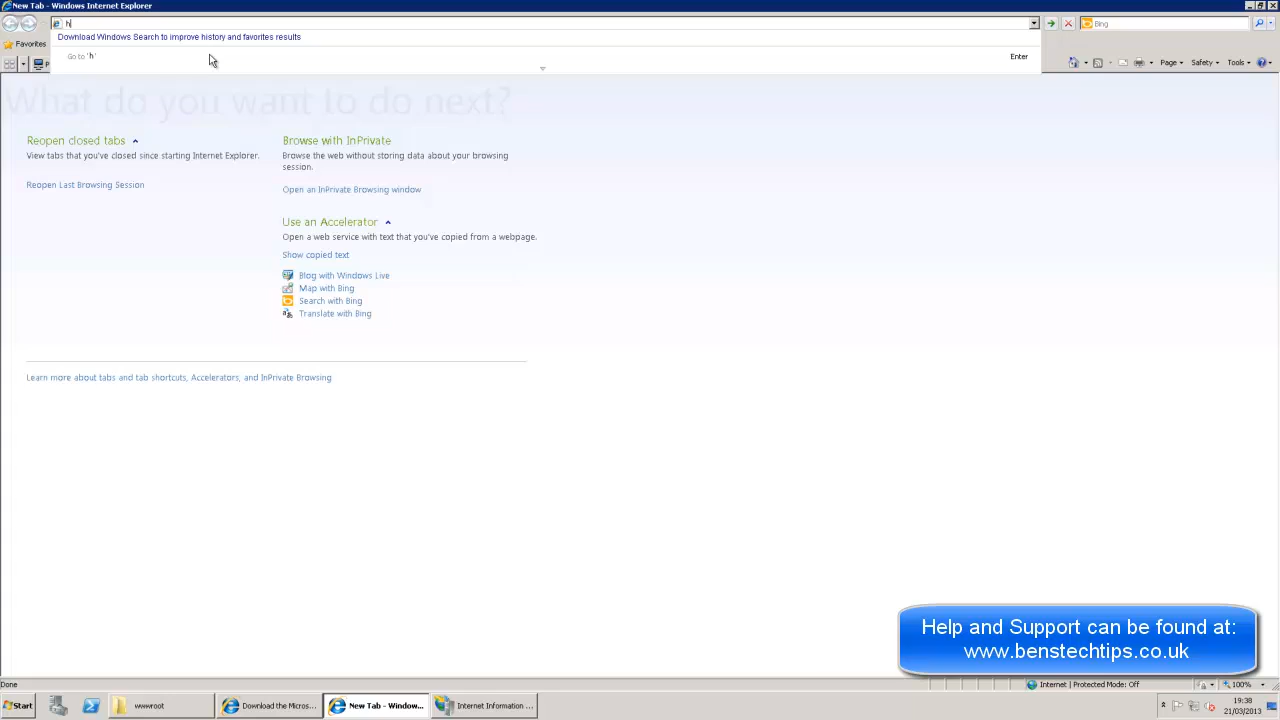 New Tab - Windows Internet Explorer
h
Bing
Download Windows Search to improve history and favorites results
Favorites
Go to 'h'
Enter
Page
Safety
Tools
What do you want to do next?
Reopen closed tabs
View tabs that you've closed since starting Internet Explorer.
Reopen Last Browsing Session
Browse with InPrivate
Browse the web without storing data about your browsing
session.
Open an InPrivate Browsing window
Use an Accelerator
Open a web service with text that you've copied from a webpage.
Show copied text
Blog with Windows Live
Map with Bing
Search with Bing
Translate with Bing
Learn more about tabs and tab shortcuts, Accelerators, and InPrivate Browsing
Help and Support can be found at:
www.benstechtips.co.uk
Done
Internet | Protected Mode: Off
100%
Start
wwwroot
Download the Micros...
New Tab - Window...
Internet Information ...
19:38
21/03/2013